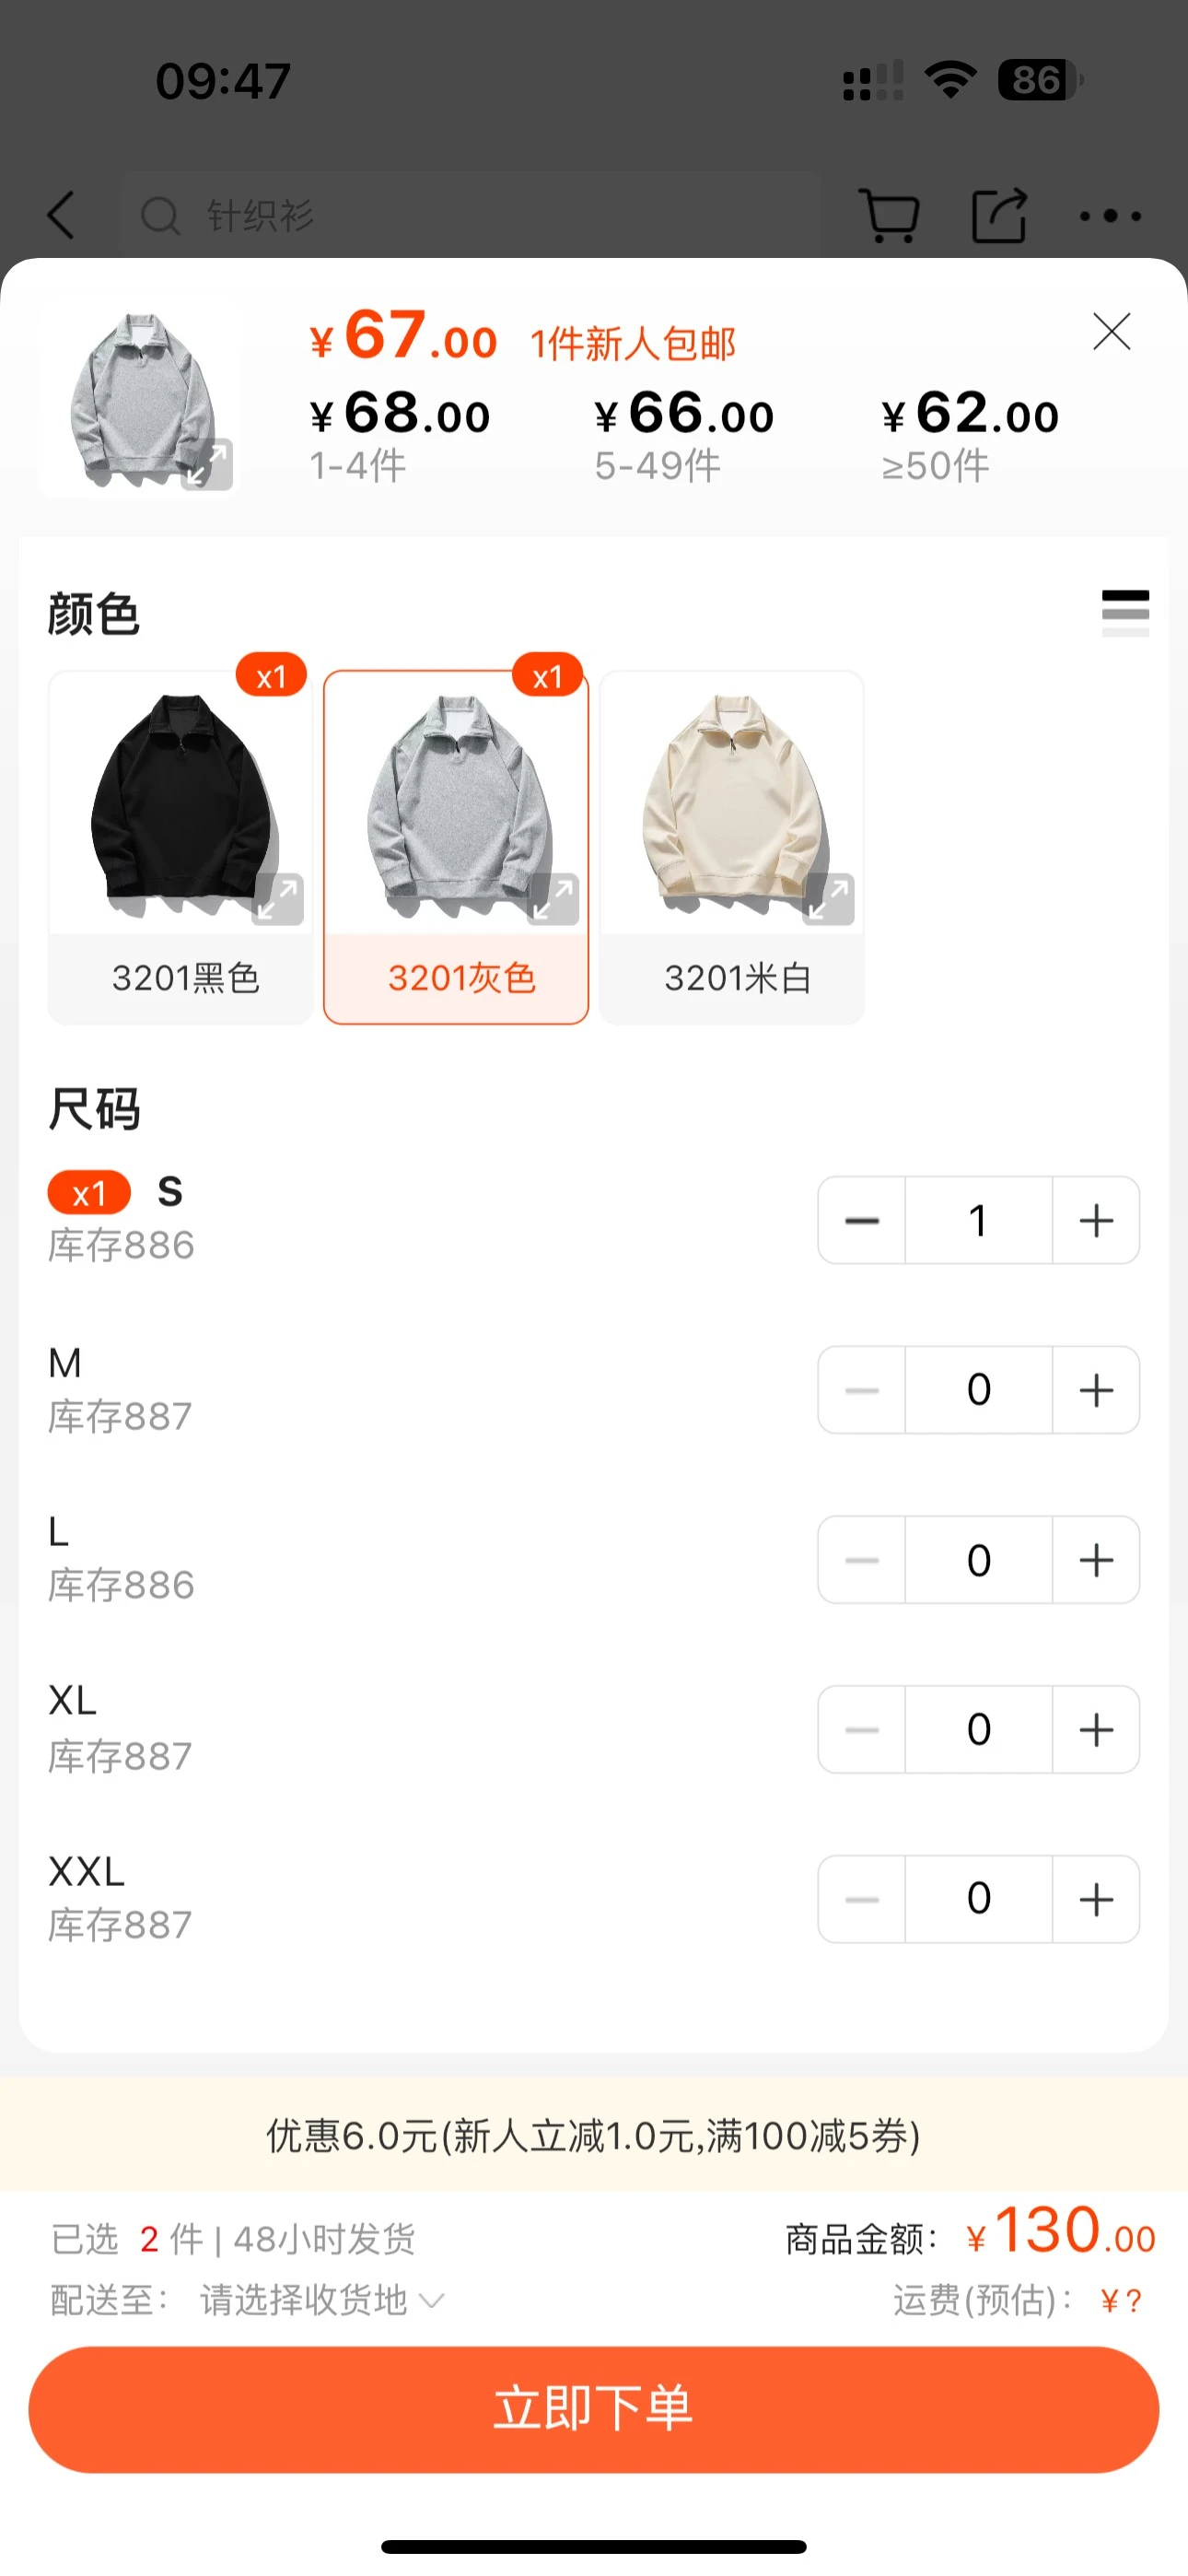 09:47
86
针织衫
¥67.00 1件新人包邮
¥68.00 ¥66.00 ¥62.00
1-4件 5-49件 ≥50件
颜色
x1 x1
3201黑色 3201灰色 3201米白
尺码
x1 S
库存886
1
M
库存887
0
L
库存886
0
XL
库存887
0
XXL
库存887
0
优惠6.0元(新人立减1.0元,满100减5券)
已选 2 件 | 48小时发货 商品金额: ¥130.00
配送至: 请选择收货地 运费(预估): ¥?
立即下单